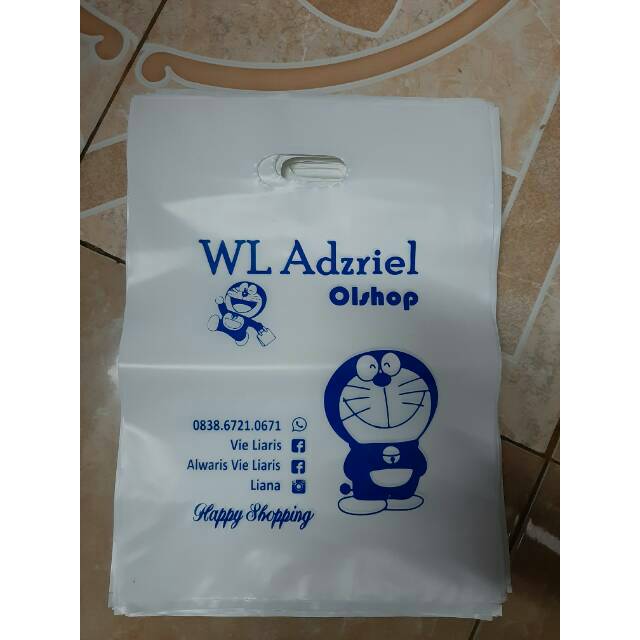 WL Adzriel
Olshop
0838.6721.0671
Vie Liaris
Alwaris Vie Liaris
Liana
Happy Shopping